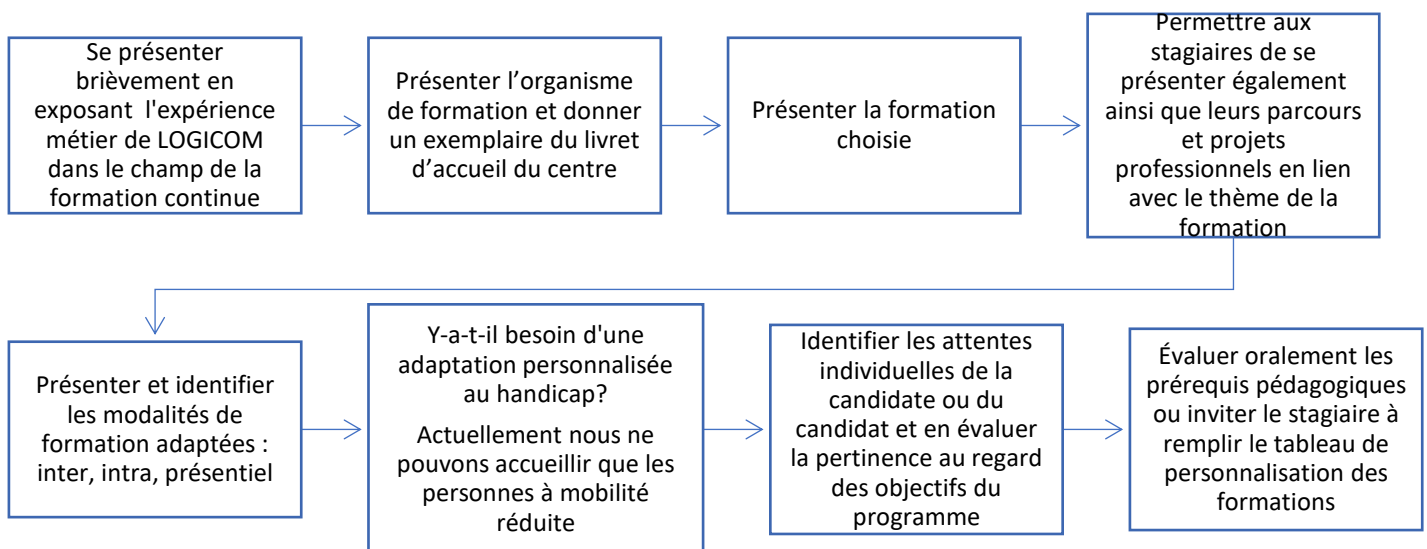 Se présenter
brièvement en
exposant l'expérience
métier de LOGICOM
dans le champ de la
formation continue
Présenter l’organisme
de formation et donner
un exemplaire du livret
d’accueil du centre
Présenter la formation
choisie
Permettre aux
stagiaires de se
présenter également
ainsi que leurs parcours
et projets
professionnels en lien
avec le thème de la
formation
Présenter et identifier
les modalités de
formation adaptées :
inter, intra, présentiel
Y-a-t-il besoin d'une
adaptation personnalisée
au handicap?
Actuellement nous ne
pouvons accueillir que les
personnes à mobilité
réduite
Identifier les attentes
individuelles de la
candidate ou du
candidat et en évaluer
la pertinence au regard
des objectifs du
programme
Évaluer oralement les
prérequis pédagogiques
ou inviter le stagiaire à
remplir le tableau de
personnalisation des
formations